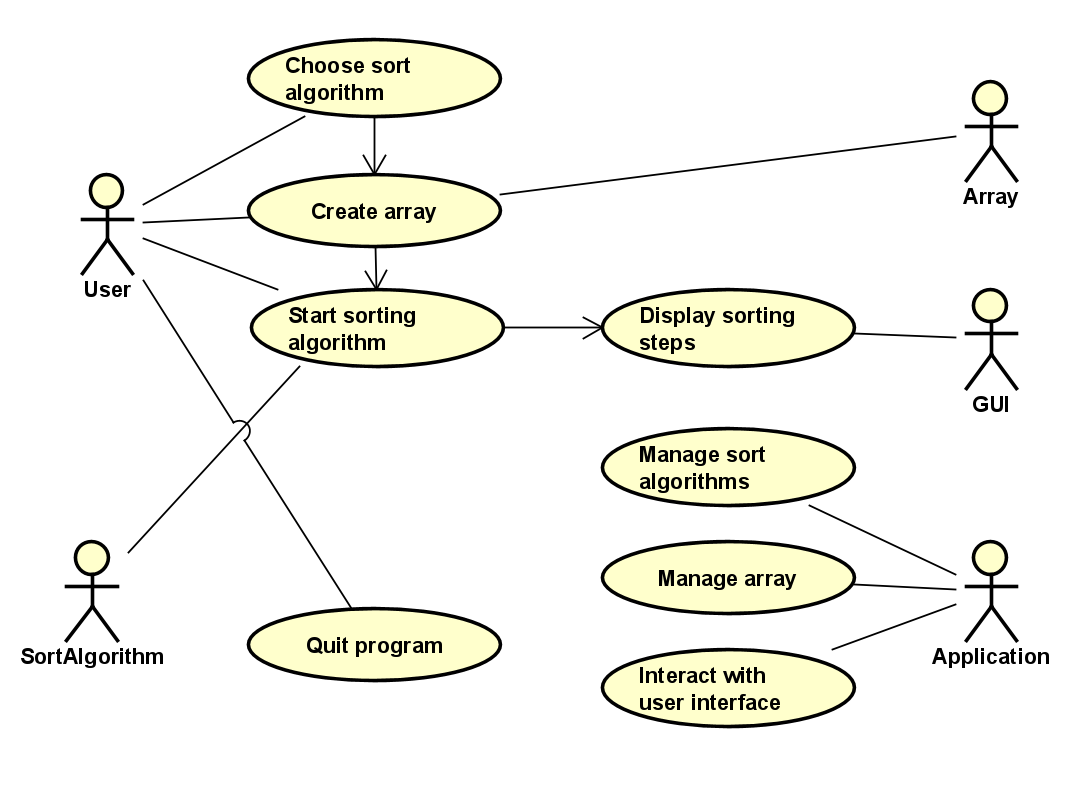 Choose sort
algorithm
Array
Create array
User
Start sorting
algorithm
Display sorting
steps
GUI
Manage sort
algorithms
Manage array
SortAlgorithm
Quit program
Application
Interact with
user interface